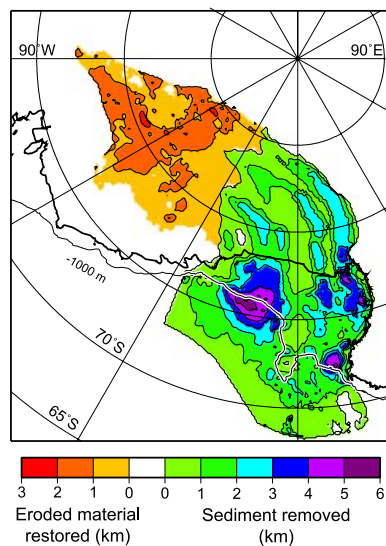 90˚W
90˚E
-1000 m
70˚S
65˚S
3 2 1 0 0 1 2 3 4 5 6
Eroded material Sediment removed
restored (km) (km)